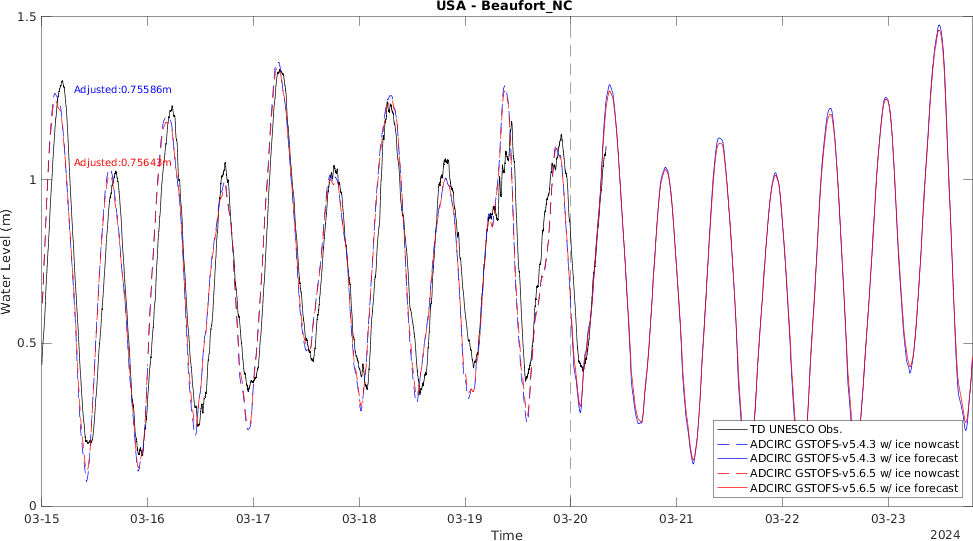 USA - Beaufort_NC
1.5
Adjusted:0.75586m
Adjusted:0.75643m
1
Water Level (m)
0.5
TD UNESCO Obs.
ADCIRC GSTOFS-v5.4.3 w/ ice nowcast
ADCIRC GSTOFS-v5.4.3 w/ ice forecast
ADCIRC GSTOFS-v5.6.5 w/ ice nowcast
ADCIRC GSTOFS-v5.6.5 w/ ice forecast
0
03-15 03-16 03-17 03-18 03-19 03-20 03-21 03-22 03-23
Time
2024